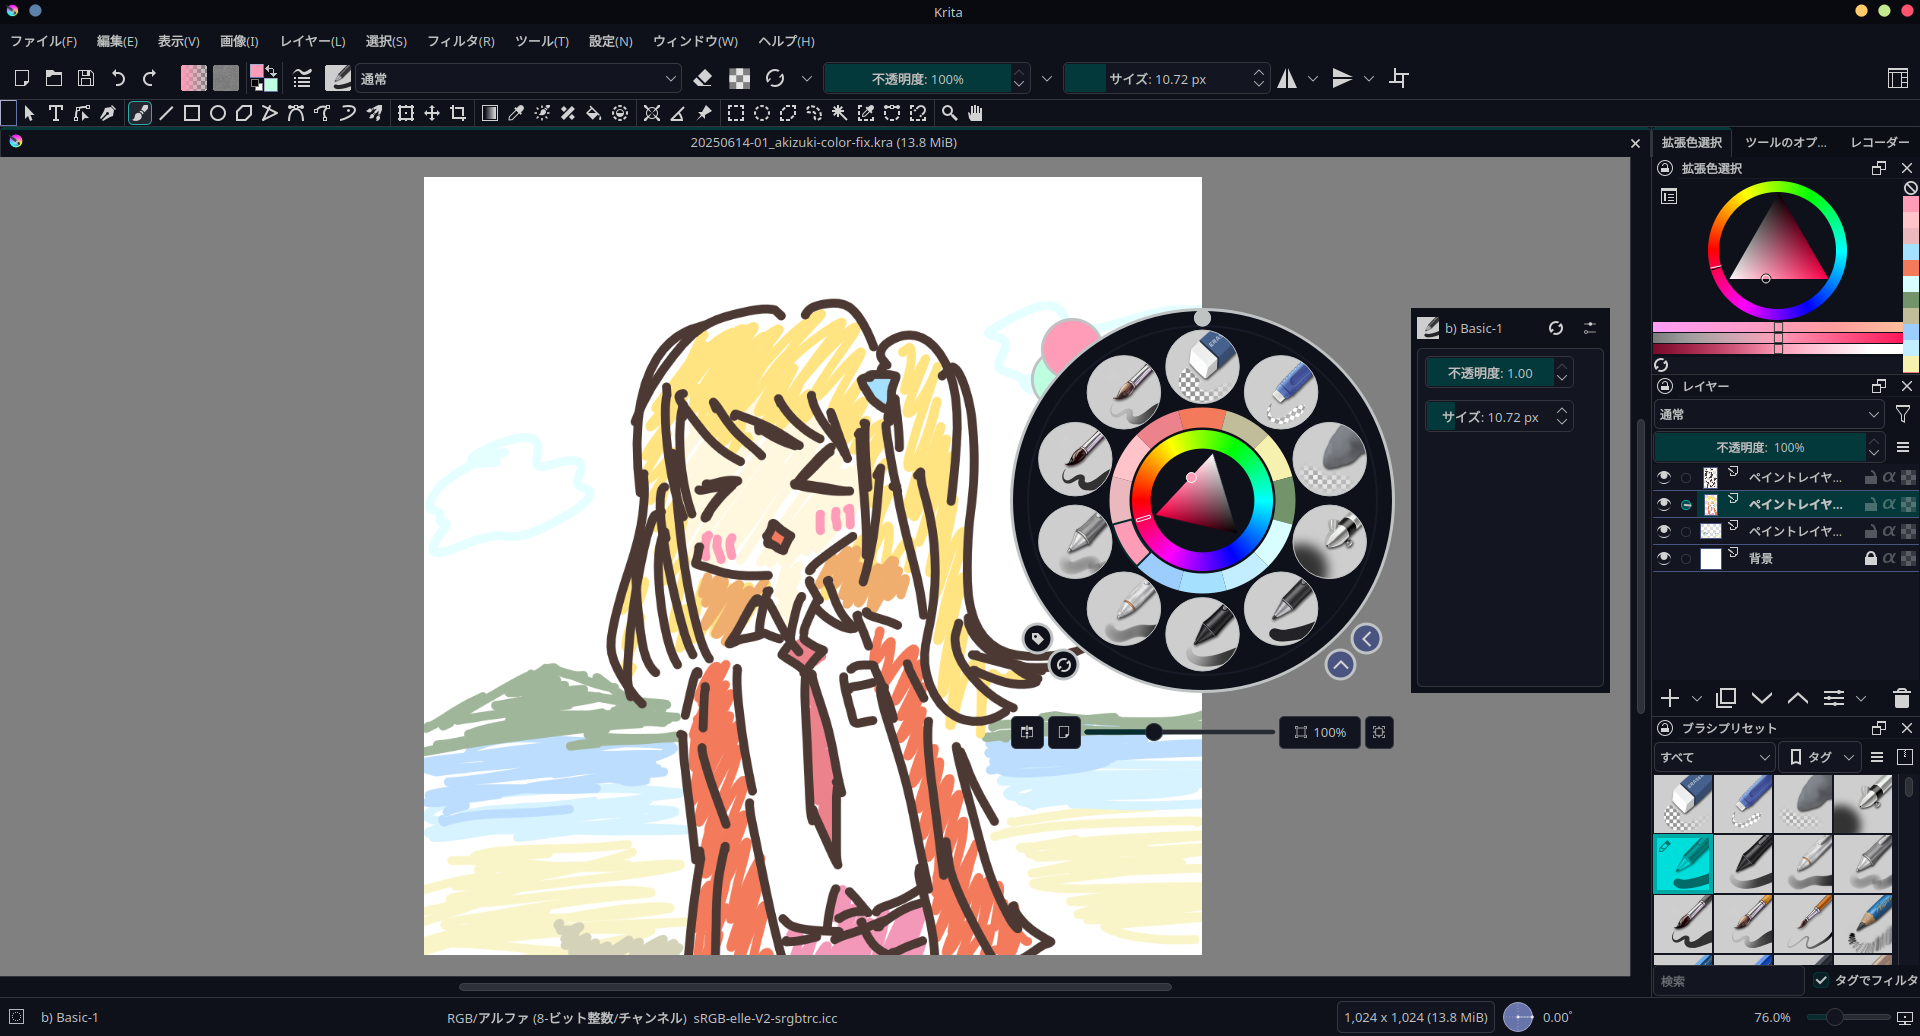 Krita
ファイル(F) 編集(E) 表示(V) 画像(I) レイヤー(L) 選択(S) フィルタ(R) ツール(T) 設定(N) ウィンドウ(W) ヘルプ(H)
通常 不透明度: 100% サイズ: 10.72 px
20250614-01_akizuki-color-fix.kra (13.8 MiB)
拡張色選択 ツールのオプ... レコーダー
拡張色選択
b) Basic-1
不透明度: 1.00
サイズ: 10.72 px
100%
レイヤー
通常
不透明度: 100%
ペイントレイヤ...
ペイントレイヤ...
ペイントレイヤ...
背景
ブラシプリセット
すべて タグ
検索 タグでフィルタ
b) Basic-1 RGB/アルファ (8-ビット整数/チャンネル) sRGB-elle-V2-srgbtrc.icc 1,024 x 1,024 (13.8 MiB) 0.00° 76.0%